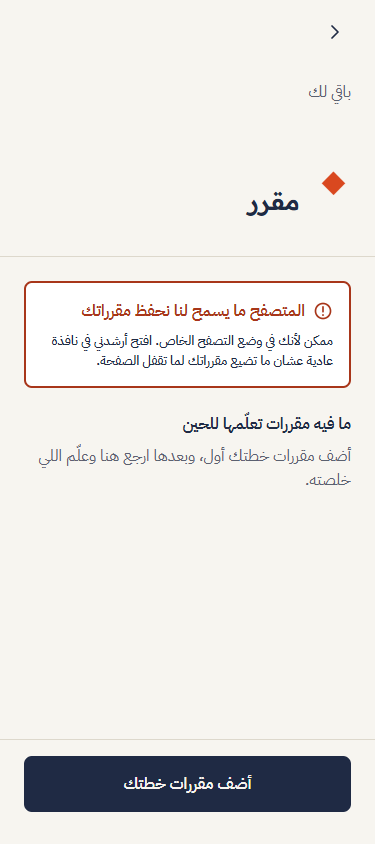 باقي لك
مقرر
المتصفح ما يسمح لنا نحفظ مقرراتك
ممكن لأنك في وضع التصفح الخاص. افتح أرشدني في نافذة
عادية عشان ما تضيع مقرراتك لما تقفل الصفحة.
ما فيه مقررات تعلّمها للحين
أضف مقررات خطتك أول، وبعدها ارجع هنا وعلّم اللي
خلصته.
أضف مقررات خطتك